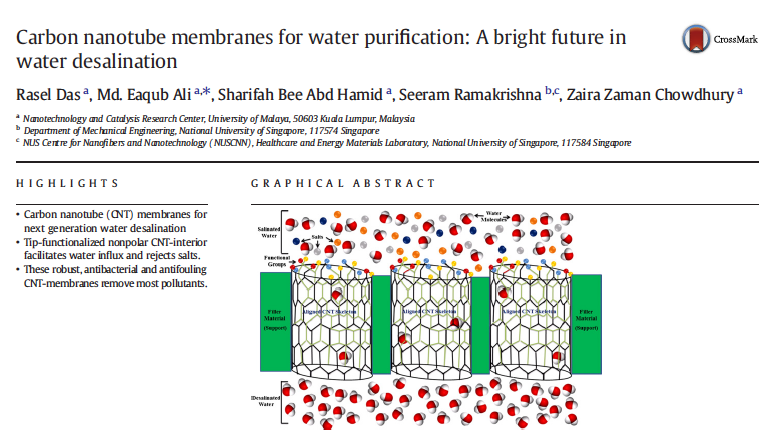 Carbon nanotube membranes for water purification: A bright future in
water desalination
CrossMark
Rasel Das a, Md. Eaqub Ali a,*, Sharifah Bee Abd Hamid a, Seeram Ramakrishna b,c, Zaira Zaman Chowdhury a
a Nanotechnology and Catalysis Research Center, University of Malaya, 50603 Kuala Lumpur, Malaysia
b Department of Mechanical Engineering, National University of Singapore, 117574 Singapore
c NUS Centre for Nanofibers and Nanotechnology (NUSCNN), Healthcare and Energy Materials Laboratory, National University of Singapore, 117584 Singapore
HIGHLIGHTS
• Carbon nanotube (CNT) membranes for
next generation water desalination
• Tip-functionalized nonpolar CNT-interior
facilitates water influx and rejects salts.
• These robust, antibacterial and antifouling
CNT-membranes remove most pollutants.
GRAPHICAL ABSTRACT
Water
Molecules
Salinated
Water
Salts
Functional
Groups
Filler
Material
(Support)
Aligned CNT Skeleton
Aligned CNT Skeleton
Aligned CNT Skeleton
Filler
Material
(Support)
Desalinated
Water